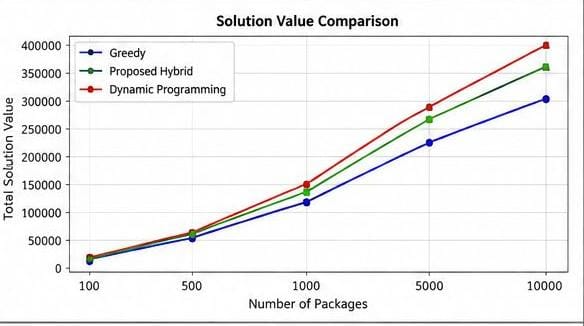 Solution Value Comparison
Total Solution Value
400000
350000
300000
250000
200000
150000
100000
50000
0
Greedy
Proposed Hybrid
Dynamic Programming
100 500 1000 5000 10000
Number of Packages